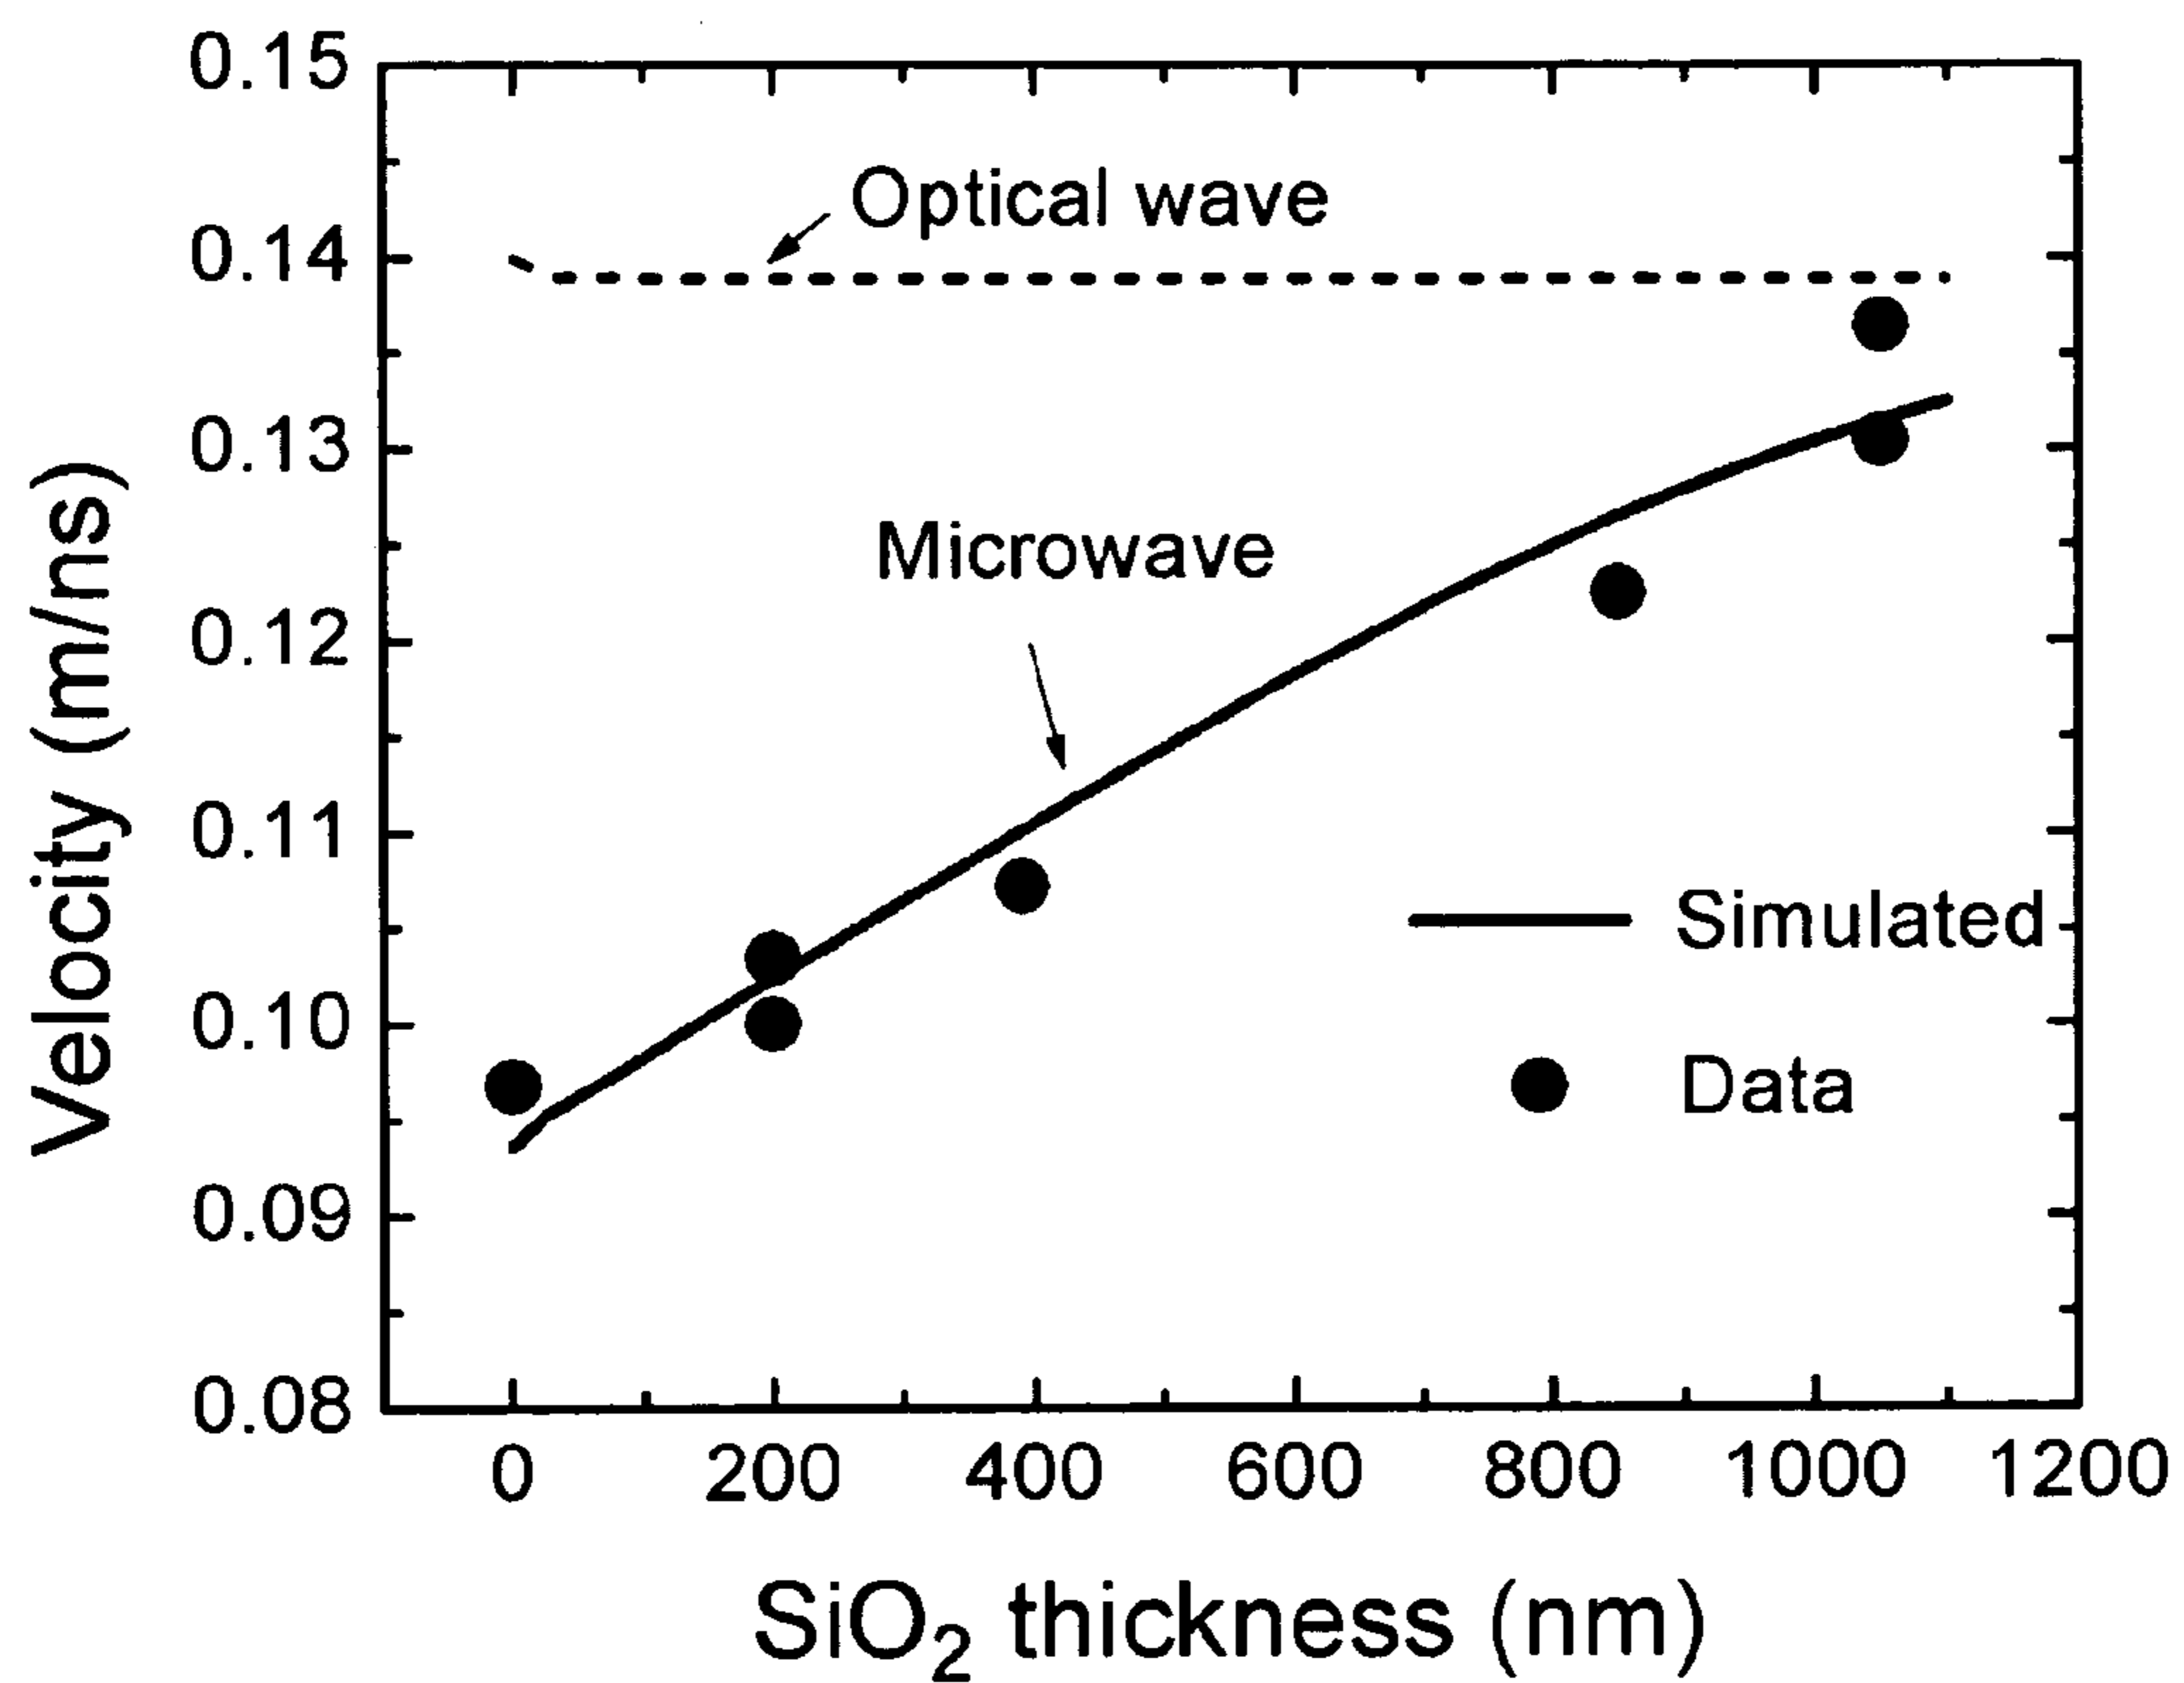 0.15
0.14
0.13
0.12
0.11
0.10
0.09
0.08
Velocity (m/ns)
Optical wave
Microwave
Simulated
Data
0 200 400 600 800 1000 1200
SiO₂ thickness (nm)